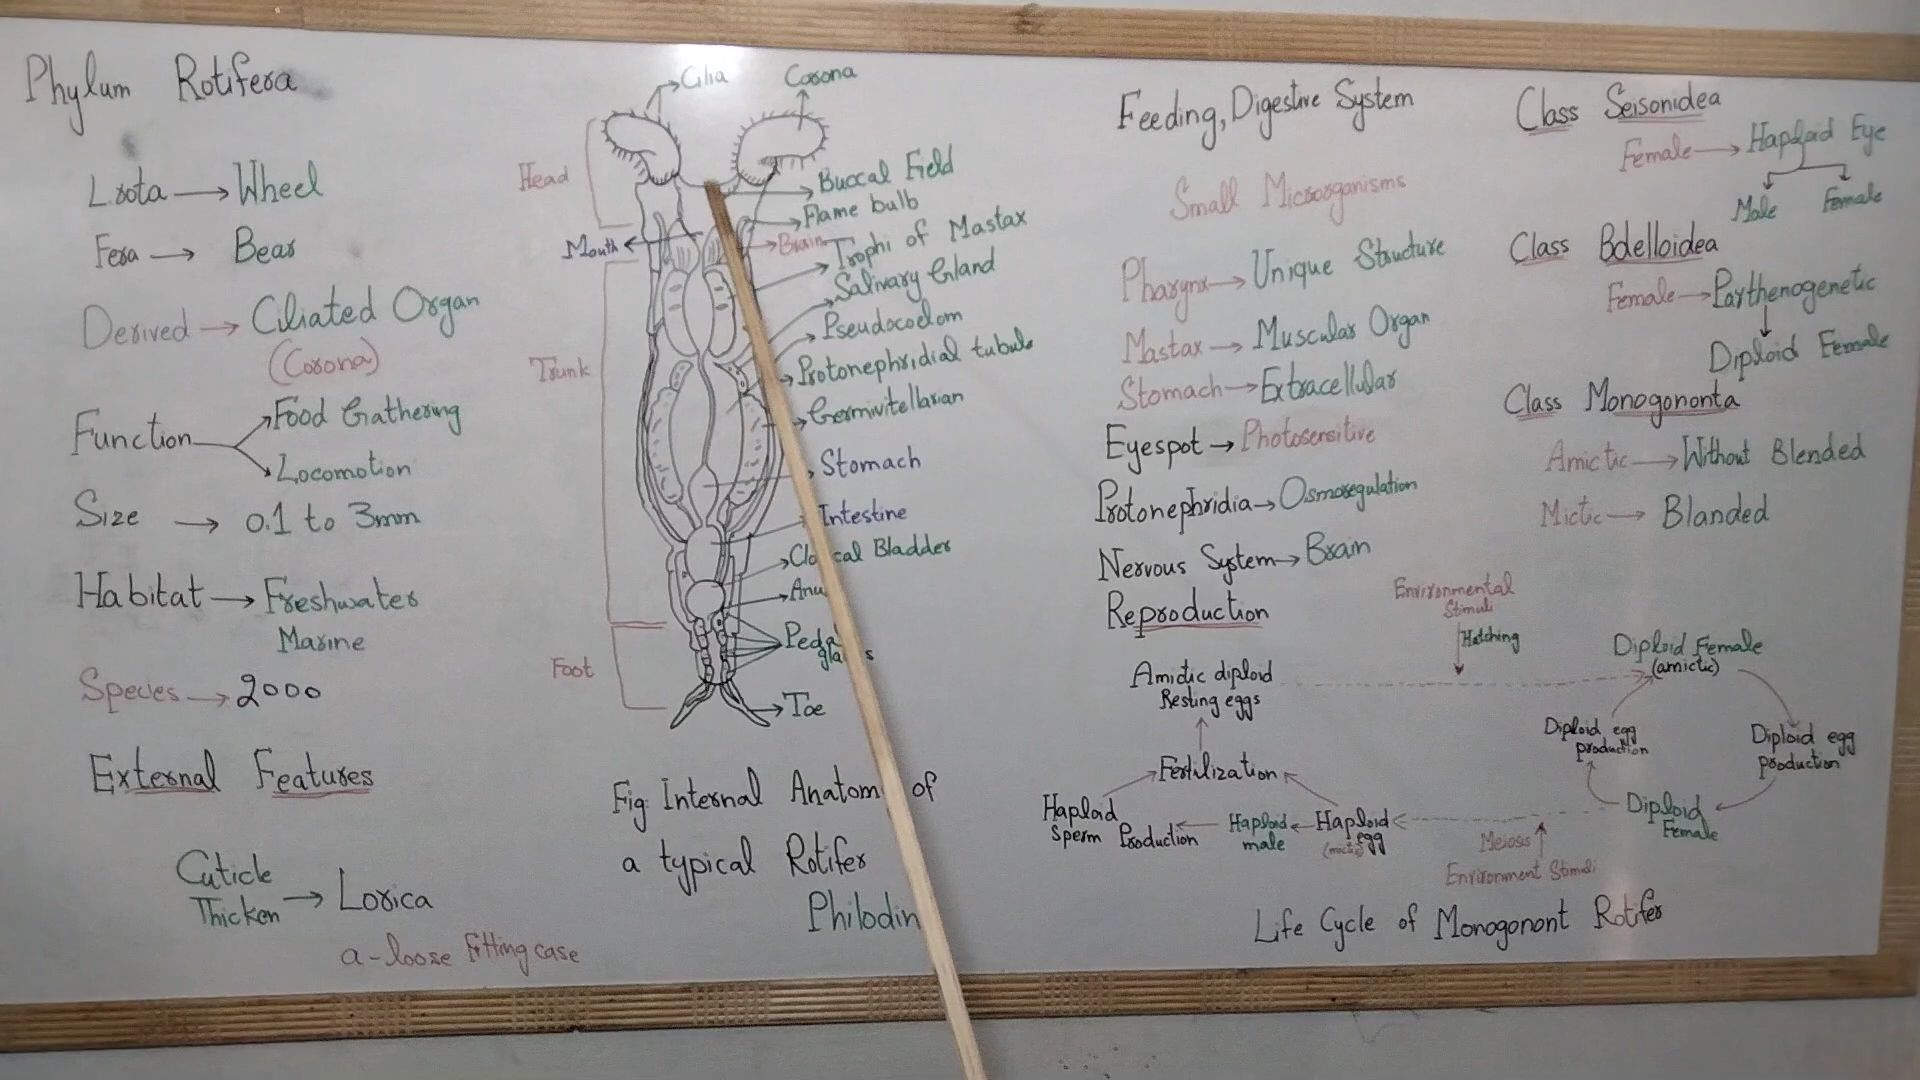 Phylum Rotifera
Lrota → Wheel
Fera → Bear
Derived → Ciliated Organ
(Corona)
Function
Food Gathering
Locomotion
Size → 0.1 to 3mm
Habitat → Freshwater
Marine
Species → 2000
External Features
Cuticle
Thicken → Lorica
a-loose fitting case
Cilia
Corona
Head
Buccal Field
Flame bulb
Mouth
Brain
Trophi of Mastax
Salivary Gland
Pseudocoelom
Trunk
Protonephridial tubule
Germivitellarian
Stomach
Intestine
Bladder
Foot
Toe
Fig: Internal Anatom of
a typical Rotifer
Philodin
Feeding, Digestive System
Small Microorganisms
Pharynx → Unique Structure
Mastax → Muscular Organ
Stomach → Extracellular
Eyespot → Photosensitive
Protonephridia → Osmoregulation
Nervous System → Brain
Reproduction
Environmental
Stimuli
Hatching
Amictic diploid
Resting eggs
Diploid Female
(amictic)
Diploid egg
production
Diploid egg
production
Fertilization
Haploid
Sperm Production
Haploid
male
Haploid
egg
(mictic)
Diploid
Female
Meiosis
Environment Stimuli
Life Cycle of Monogonont Rotifer
Class Seisonidea
Female → Haploid Eye
Male Female
Class Bdelloidea
Female → Parthenogenetic
Diploid Female
Class Monogononta
Amictic → Without Blended
Mictic → Blanded